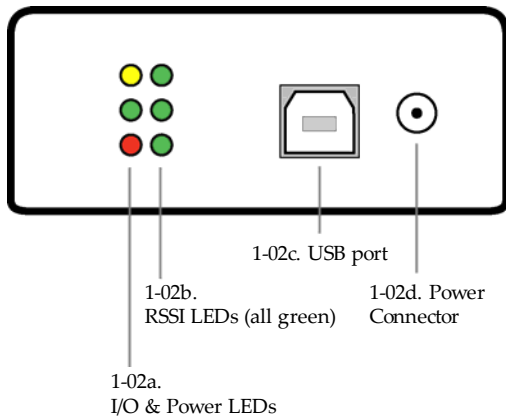 1-02c. USB port
1-02b.
RSSI LEDs (all green)
1-02d. Power
Connector
1-02a.
I/O & Power LEDs